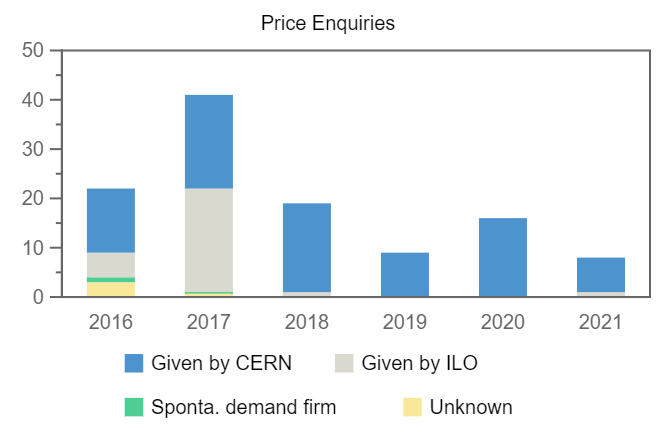 Price Enquiries
50
40
30
20
10
0
2016 2017 2018 2019 2020 2021
Given by CERN Given by ILO
Sponta. demand firm Unknown